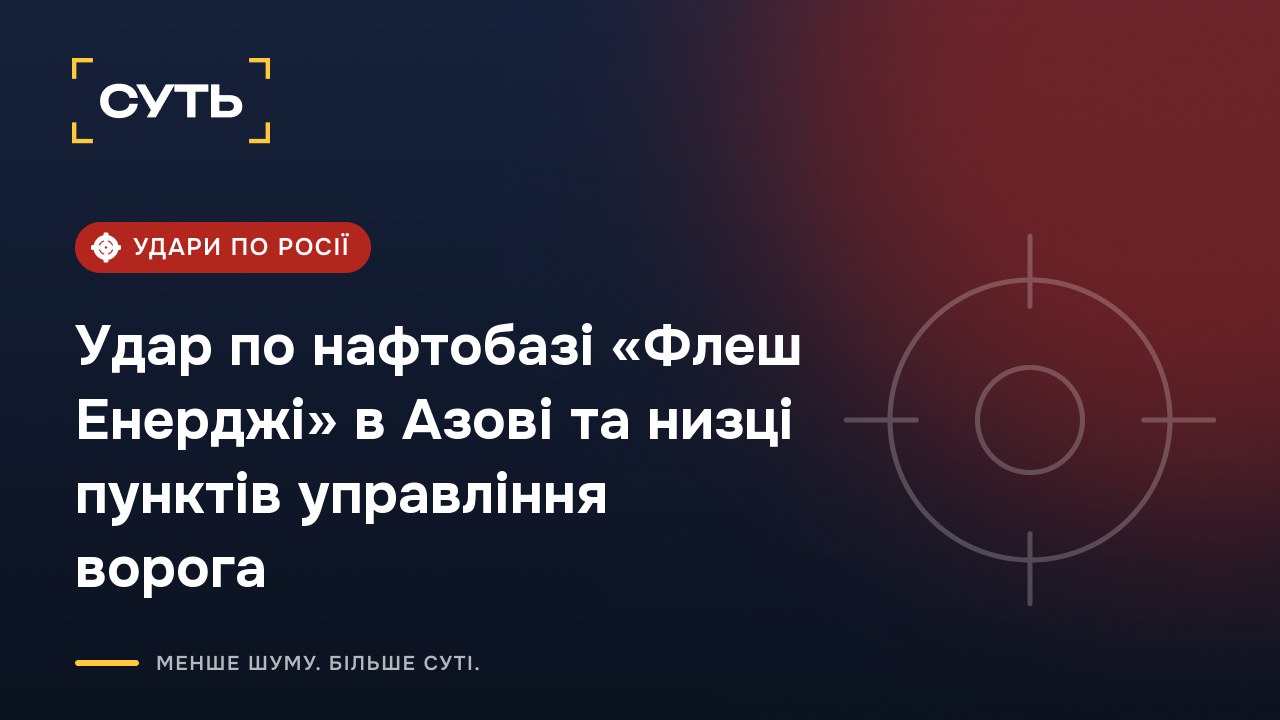 СУТЬ
УДАРИ ПО РОСІЇ
Удар по нафтобазі «Флеш
Енерджі» в Азові та низці
пунктів управління
ворога
МЕНШЕ ШУМУ. БІЛЬШЕ СУТІ.